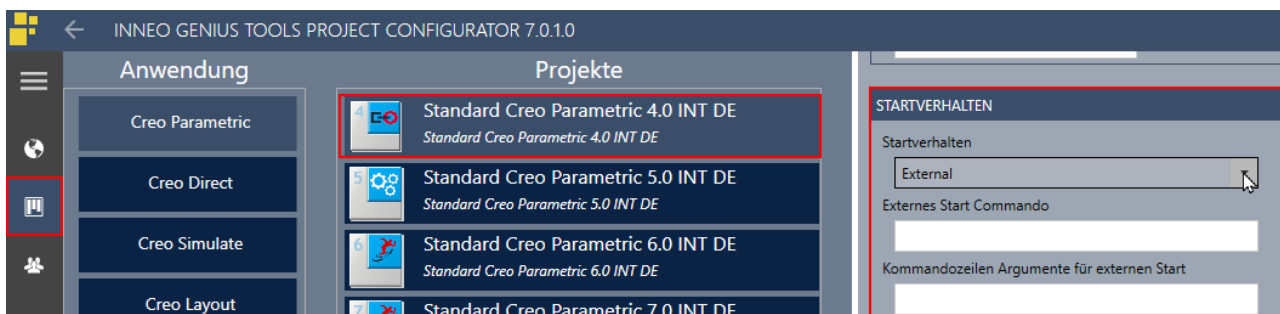 INNEO GENIUS TOOLS PROJECT CONFIGURATOR 7.0.1.0
Anwendung
Creo Parametric
Creo Direct
Creo Simulate
Creo Layout
Projekte
4
Standard Creo Parametric 4.0 INT DE
Standard Creo Parametric 4.0 INT DE
5
Standard Creo Parametric 5.0 INT DE
Standard Creo Parametric 5.0 INT DE
6
Standard Creo Parametric 6.0 INT DE
Standard Creo Parametric 6.0 INT DE
7
Standard Creo Parametric 7.0 INT DE
STARTVERHALTEN
Startverhalten
External
Externes Start Commando
Kommandozeilen Argumente für externen Start